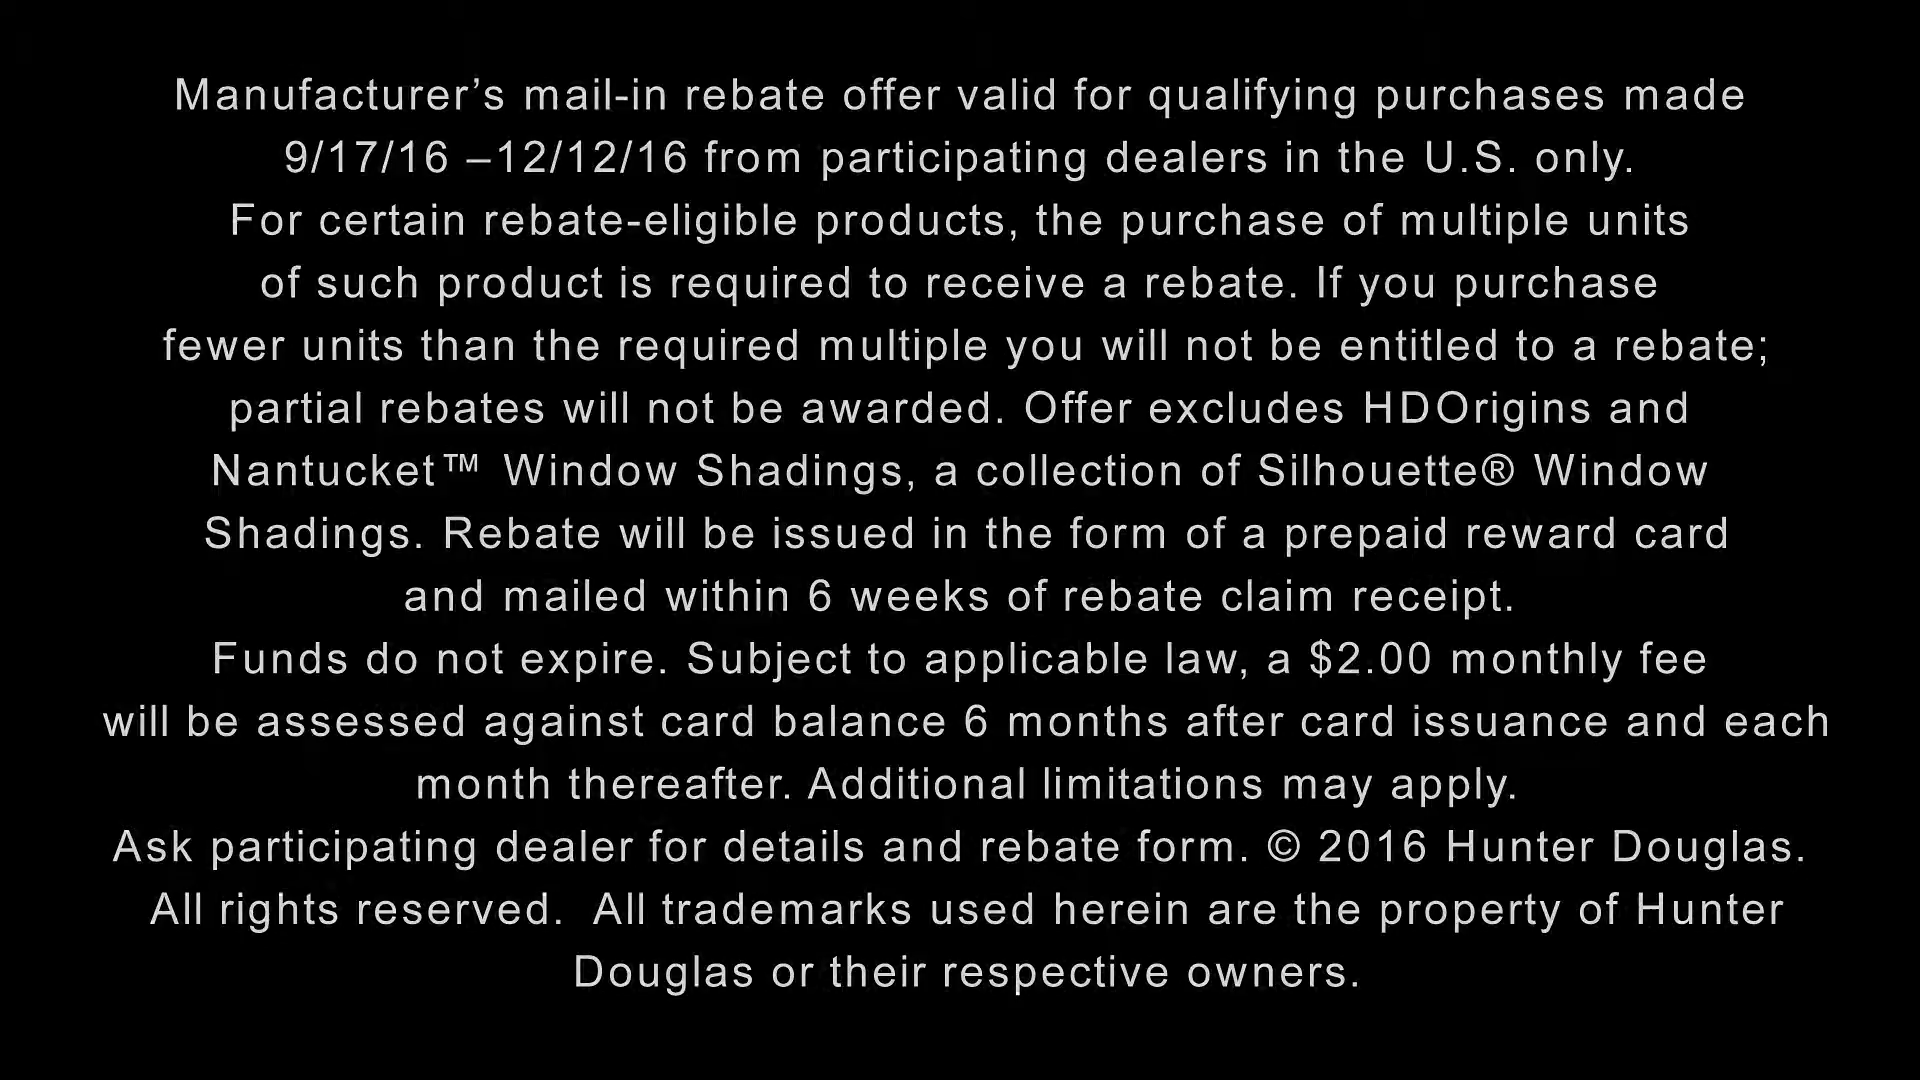 Manufacturer’s mail-in rebate offer valid for qualifying purchases made
9/17/16 –12/12/16 from participating dealers in the U.S. only.
For certain rebate-eligible products, the purchase of multiple units
of such product is required to receive a rebate. If you purchase
fewer units than the required multiple you will not be entitled to a rebate;
partial rebates will not be awarded. Offer excludes HDOrigins and
Nantucket™ Window Shadings, a collection of Silhouette® Window
Shadings. Rebate will be issued in the form of a prepaid reward card
and mailed within 6 weeks of rebate claim receipt.
Funds do not expire. Subject to applicable law, a $2.00 monthly fee
will be assessed against card balance 6 months after card issuance and each
month thereafter. Additional limitations may apply.
Ask participating dealer for details and rebate form. © 2016 Hunter Douglas.
All rights reserved.  All trademarks used herein are the property of Hunter
Douglas or their respective owners.